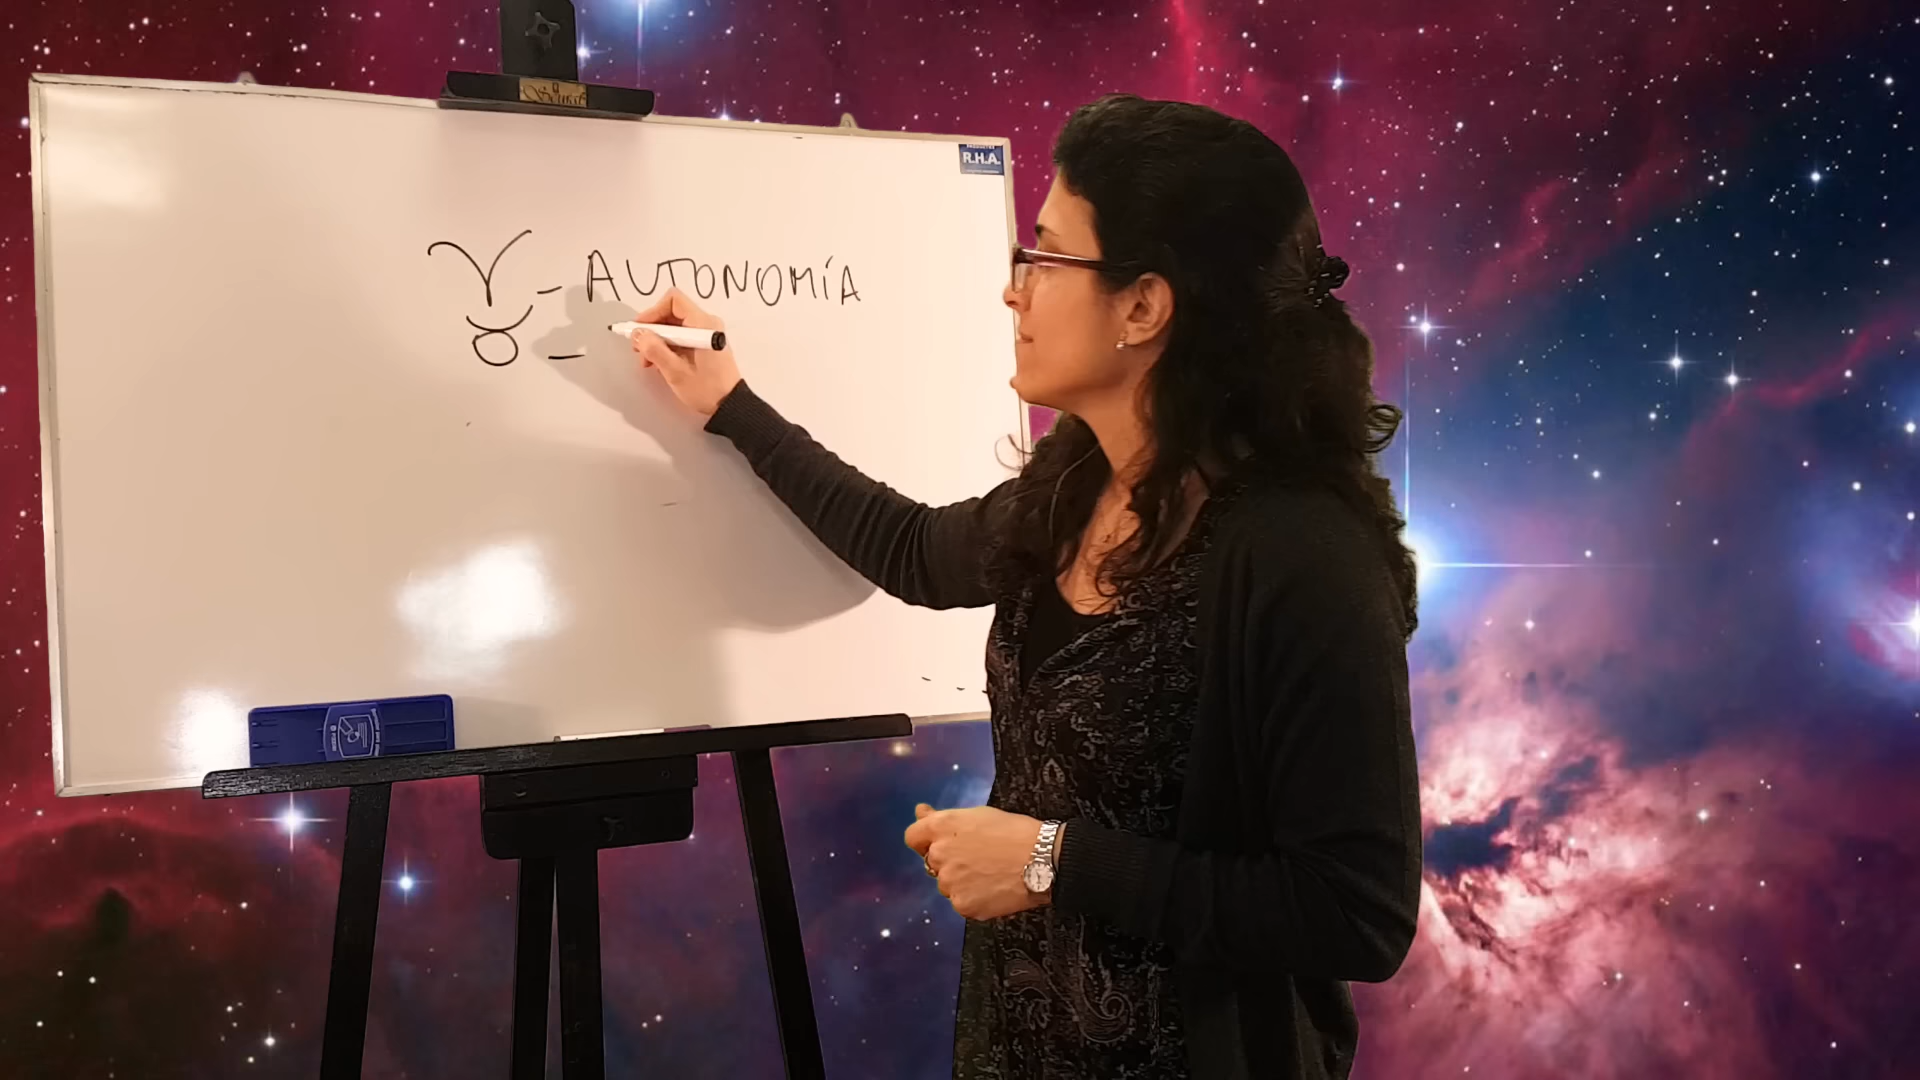 R.H.A.
♈ - AUTONOMÍA
♉ -